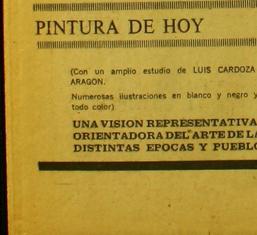 PINTURA DE HOY
(Con un amplio estudio de LUIS CARDOZA
ARAGON.
Numerosas ilustraciones en blanco y negro y
todo color)
UNA VISION REPRESENTATIVA
ORIENTADORA DEL ARTE DE LA
DISTINTAS EPOCAS Y PUEBLO